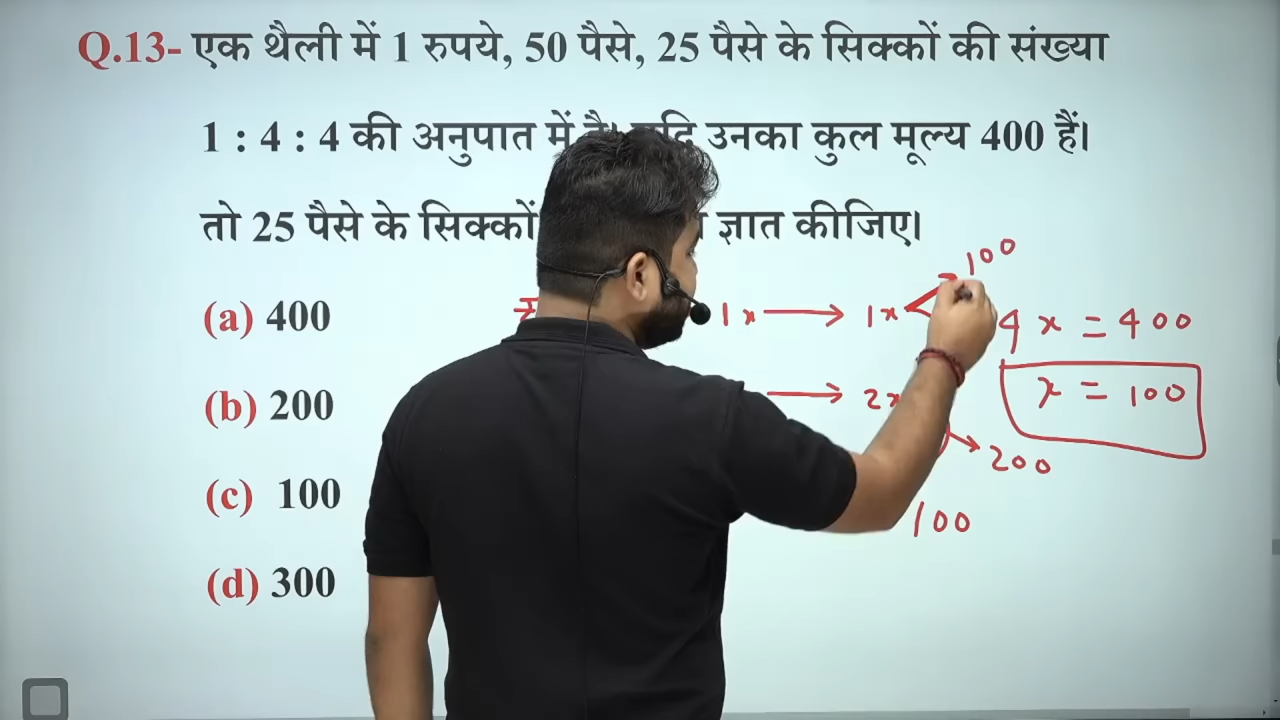 Q.13- एक थैली में 1 रुपये, 50 पैसे, 25 पैसे के सिक्कों की संख्या
1 : 4 : 4 की अनुपात में है। यदि उनका कुल मूल्य 400 हैं।
तो 25 पैसे के सिक्कों ज्ञात कीजिए।
(a) 400
(b) 200
(c) 100
(d) 300
1x → 1x 100
→ 2x 200
100
4x = 400
x = 100